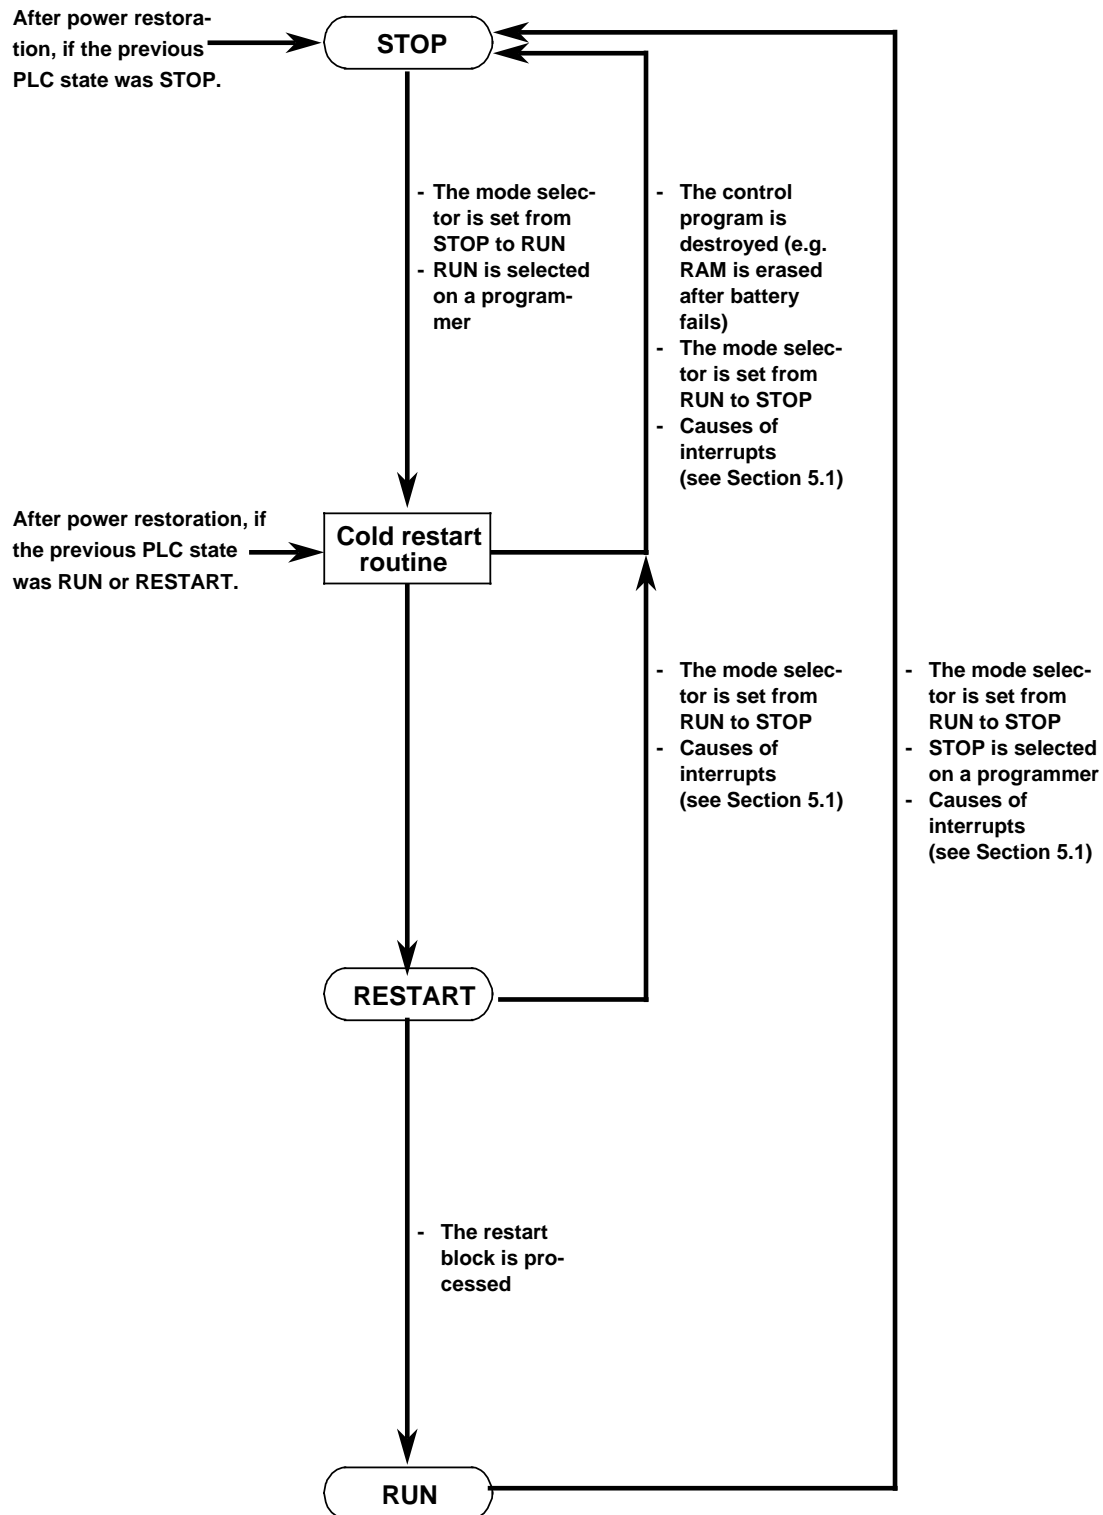 After power restora-
tion, if the previous
PLC state was STOP.
STOP
- The mode selec-
tor is set from
STOP to RUN
- RUN is selected
on a program-
mer
- The control
program is
destroyed (e.g.
RAM is erased
after battery
fails)
- The mode selec-
tor is set from
RUN to STOP
- Causes of
interrupts
(see Section 5.1)
After power restoration, if
the previous PLC state
was RUN or RESTART.
Cold restart
routine
- The mode selec-
tor is set from
RUN to STOP
- Causes of
interrupts
(see Section 5.1)
- The mode selec-
tor is set from
RUN to STOP
- STOP is selected
on a programmer
- Causes of
interrupts
(see Section 5.1)
RESTART
- The restart
block is pro-
cessed
RUN